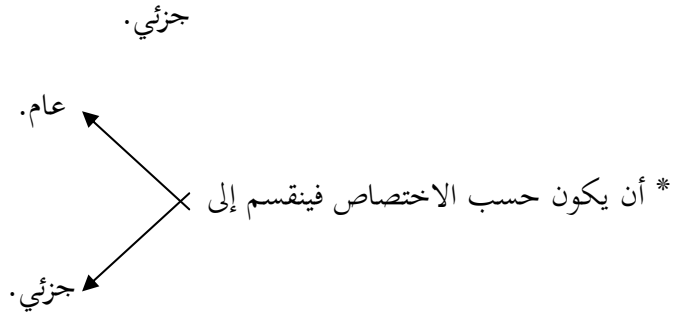 جزئي.
عام.
* أن يكون حسب الاختصاص فينقسم إلى
جزئي.